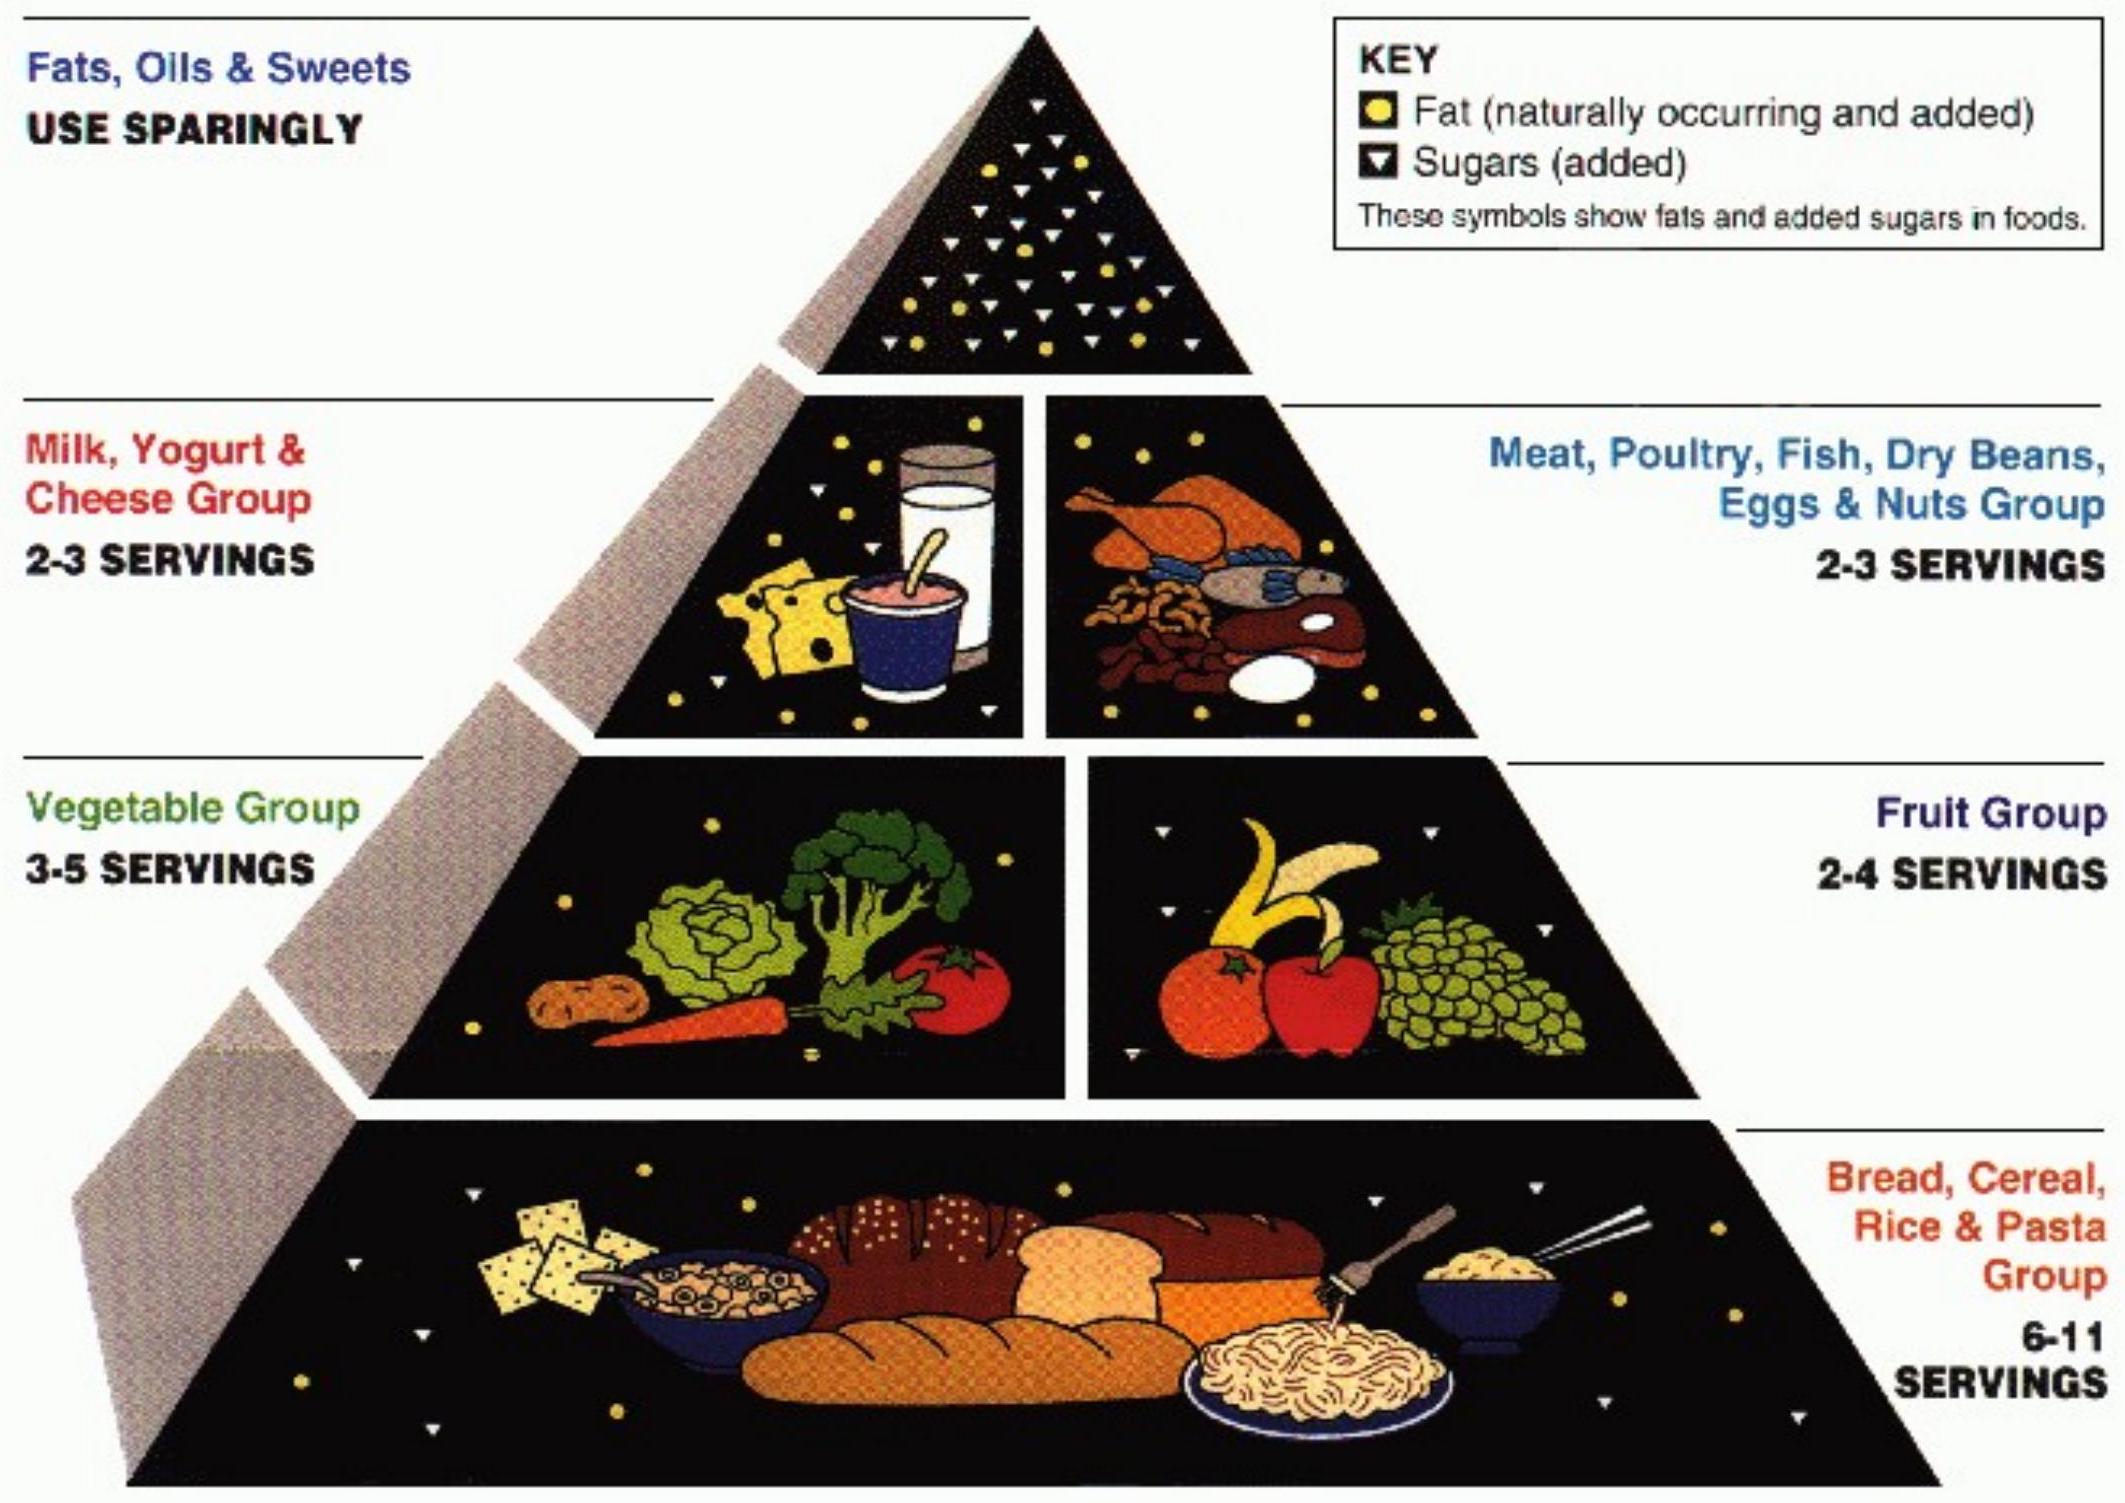 Fats, Oils & Sweets
USE SPARINGLY
KEY
Fat (naturally occurring and added)
Sugars (added)
These symbols show fats and added sugars in foods.
Milk, Yogurt &
Cheese Group
2-3 SERVINGS
Meat, Poultry, Fish, Dry Beans,
Eggs & Nuts Group
2-3 SERVINGS
Vegetable Group
3-5 SERVINGS
Fruit Group
2-4 SERVINGS
Bread, Cereal,
Rice & Pasta
Group
6-11
SERVINGS